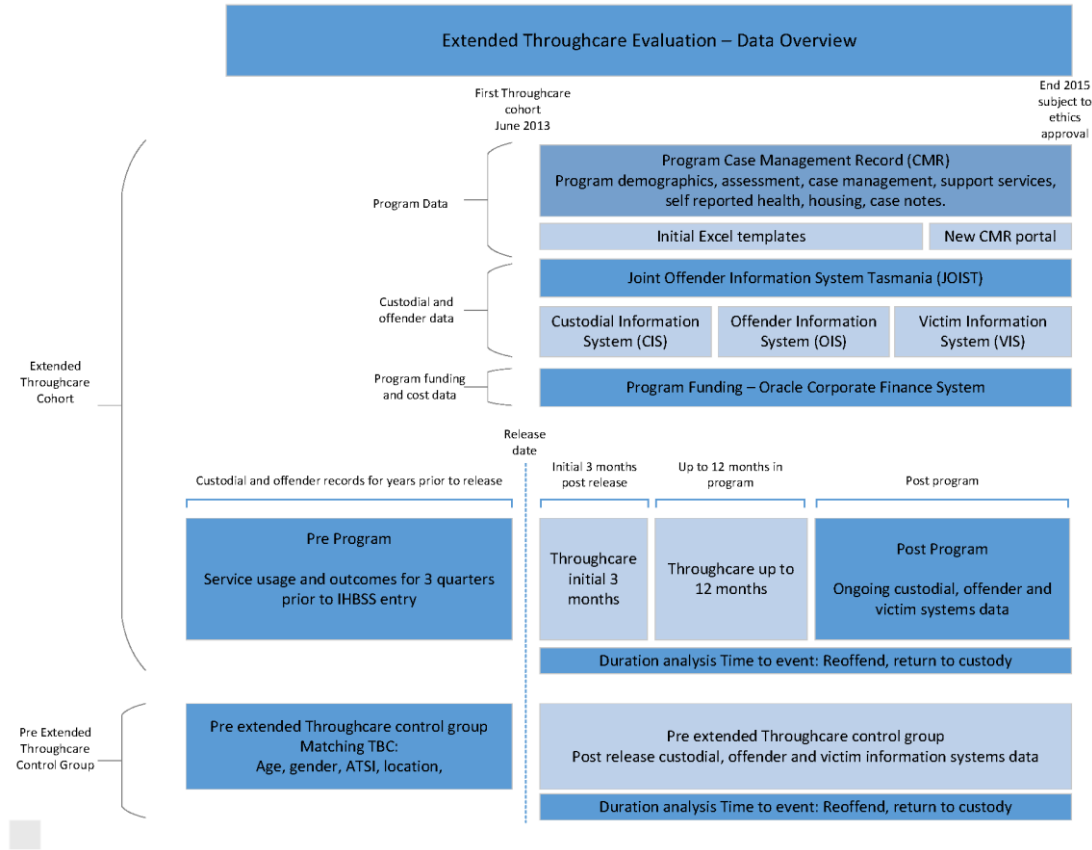 Extended Throughcare Evaluation – Data Overview
First Throughcare
cohort
June 2013
End 2015
subject to
ethics
approval
Extended
Throughcare
Cohort
Program Data
Program Case Management Record (CMR)
Program demographics, assessment, case management, support services,
self reported health, housing, case notes.
Initial Excel templates
New CMR portal
Custodial and
offender data
Joint Offender Information System Tasmania (JOIST)
Custodial Information
System (CIS)
Offender Information
System (OIS)
Victim Information
System (VIS)
Program funding
and cost data
Program Funding – Oracle Corporate Finance System
Release
date
Custodial and offender records for years prior to release
Initial 3 months
post release
Up to 12 months in
program
Post program
Pre Program
Service usage and outcomes for 3 quarters
prior to IHBSS entry
Throughcare
initial 3
months
Throughcare up to
12 months
Post Program
Ongoing custodial, offender and
victim systems data
Duration analysis Time to event: Reoffend, return to custody
Pre Extended
Throughcare
Control Group
Pre extended Throughcare control group
Matching TBC:
Age, gender, ATSI, location,
Pre extended Throughcare control group
Post release custodial, offender and victim information systems data
Duration analysis Time to event: Reoffend, return to custody